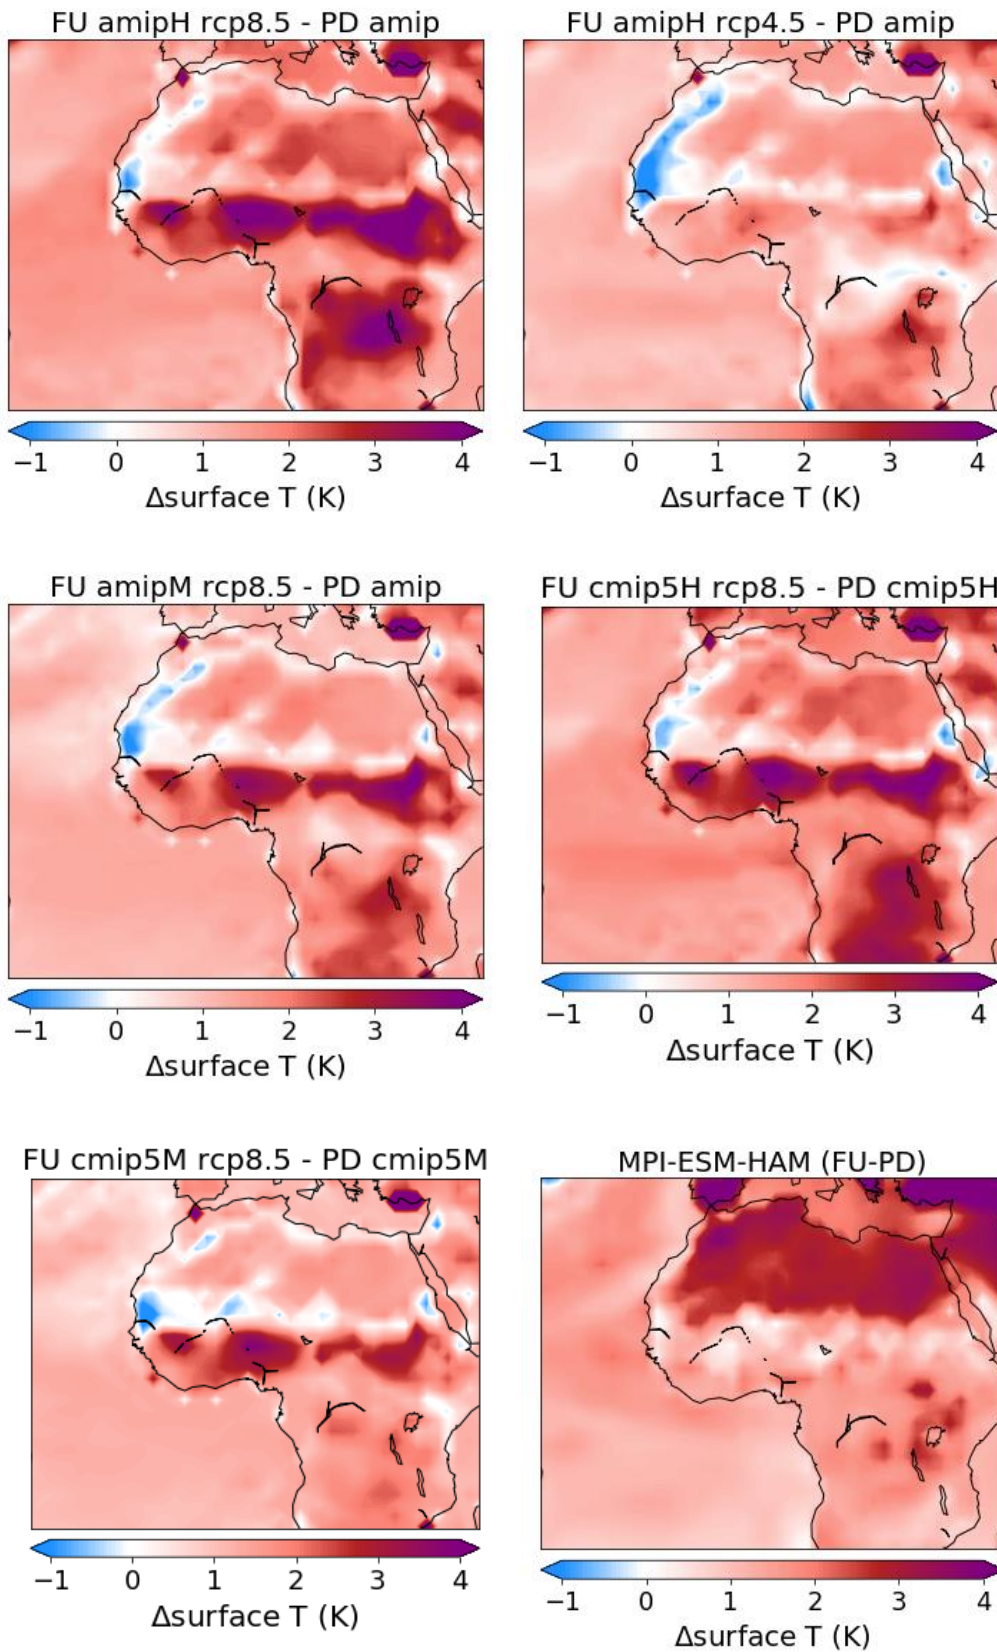 FU amipH rcp8.5 - PD amip
FU amipH rcp4.5 - PD amip
−1 0 1 2 3 4
−1 0 1 2 3 4
Δsurface T (K)
Δsurface T (K)
FU amipM rcp8.5 - PD amip
FU cmip5H rcp8.5 - PD cmip5H
−1 0 1 2 3 4
−1 0 1 2 3 4
Δsurface T (K)
Δsurface T (K)
FU cmip5M rcp8.5 - PD cmip5M
MPI-ESM-HAM (FU-PD)
−1 0 1 2 3 4
−1 0 1 2 3 4
Δsurface T (K)
Δsurface T (K)